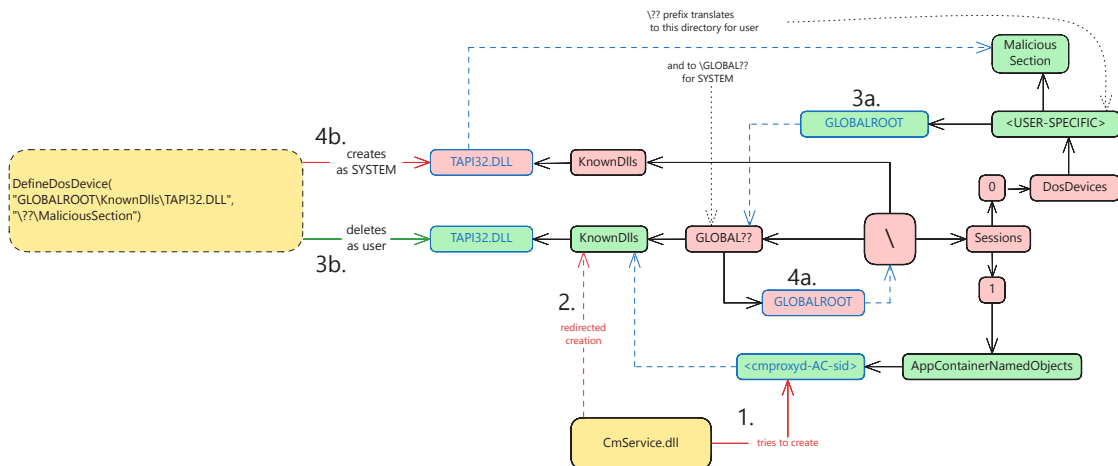 \?? prefix translates
to this directory for user
Malicious
Section
and to \GLOBAL??
for SYSTEM
3a.
GLOBALROOT
<USER-SPECIFIC>
4b.
creates
as SYSTEM
TAPI32.DLL
KnownDlls
0
DosDevices
DefineDosDevice(
"GLOBALROOT\KnownDlls\TAPI32.DLL",
"\??\MaliciousSection")
deletes
as user
3b.
TAPI32.DLL
KnownDlls
GLOBAL??
\
Sessions
4a.
GLOBALROOT
1
2.
redirected
creation
<cmproxyd-AC-sid>
AppContainerNamedObjects
1.
CmService.dll
tries to create